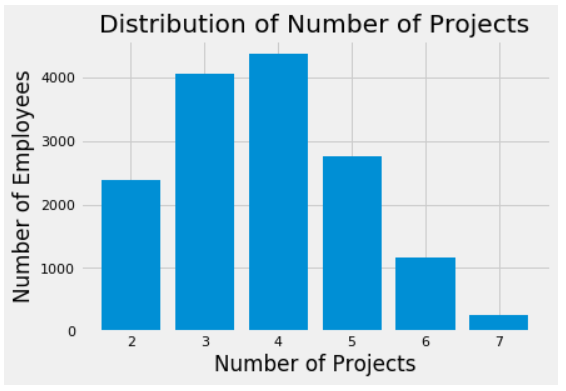 Distribution of Number of Projects
Number of Employees
4000
3000
2000
1000
0
2 3 4 5 6 7
Number of Projects